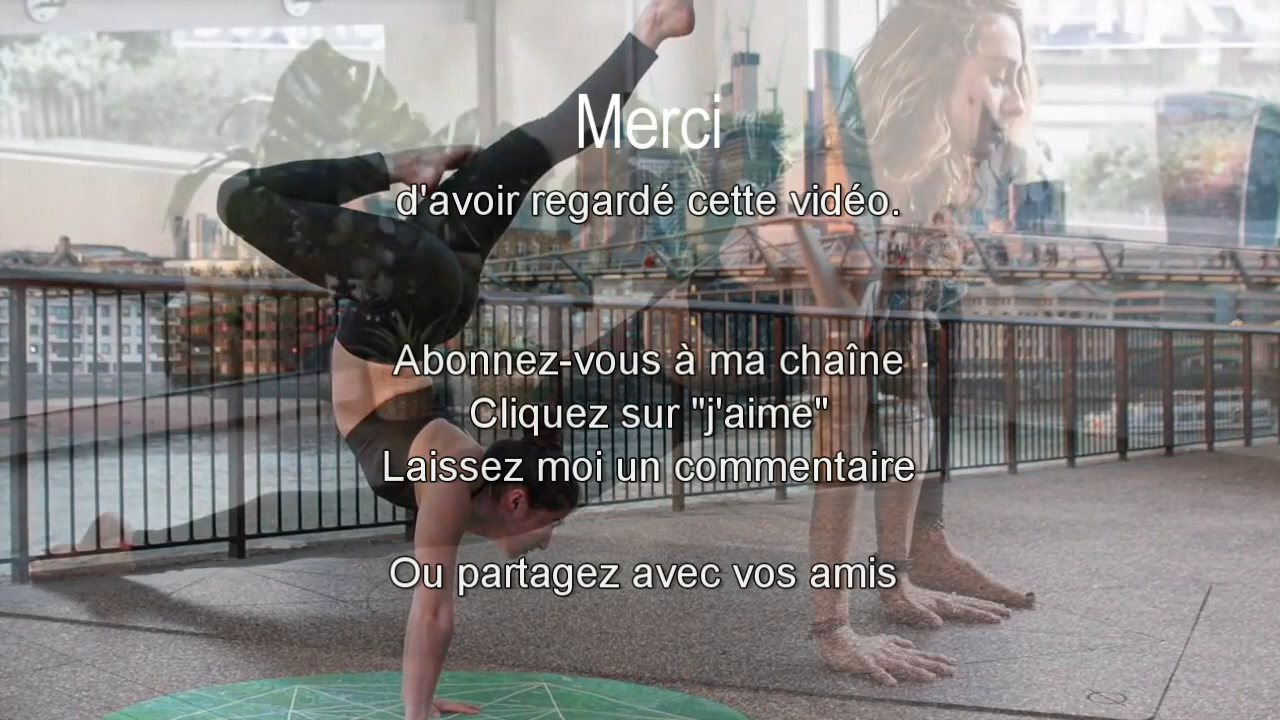 Merci
d'avoir regardé cette vidéo.
Abonnez-vous à ma chaîne
Cliquez sur "j'aime"
Laissez moi un commentaire
Ou partagez avec vos amis